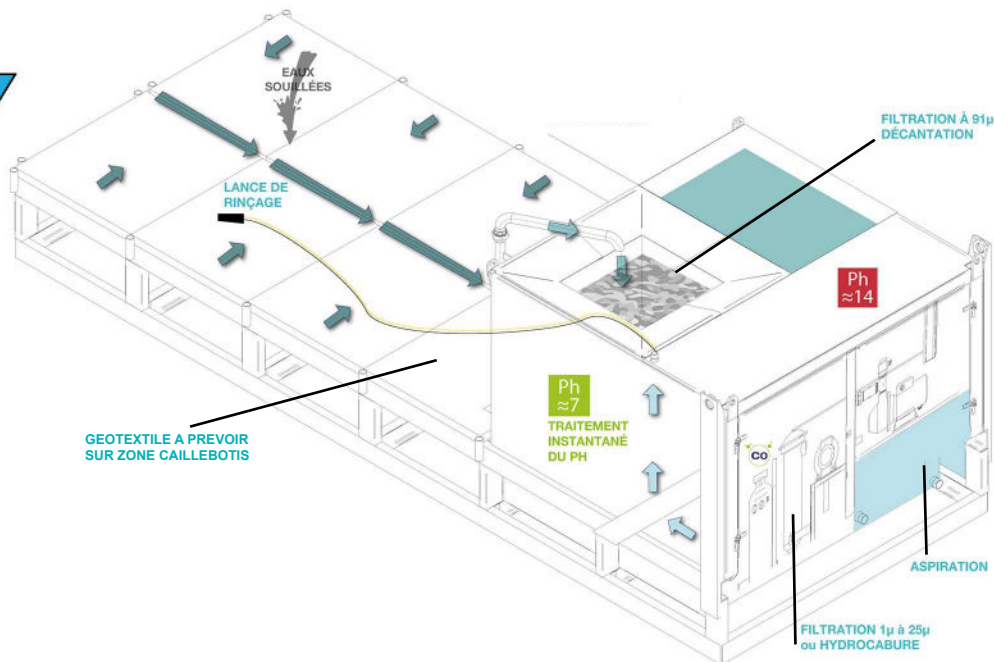 EAUX
SOUILLÉES
FILTRATION À 91µ
DÉCANTATION
LANCE DE
RINÇAGE
Ph
≈14
Ph
≈7
TRAITEMENT
INSTANTANÉ
DU PH
GEOTEXTILE A PREVOIR
SUR ZONE CAILLEBOTIS
CO
ASPIRATION
FILTRATION 1µ à 25µ
ou HYDROCABURE